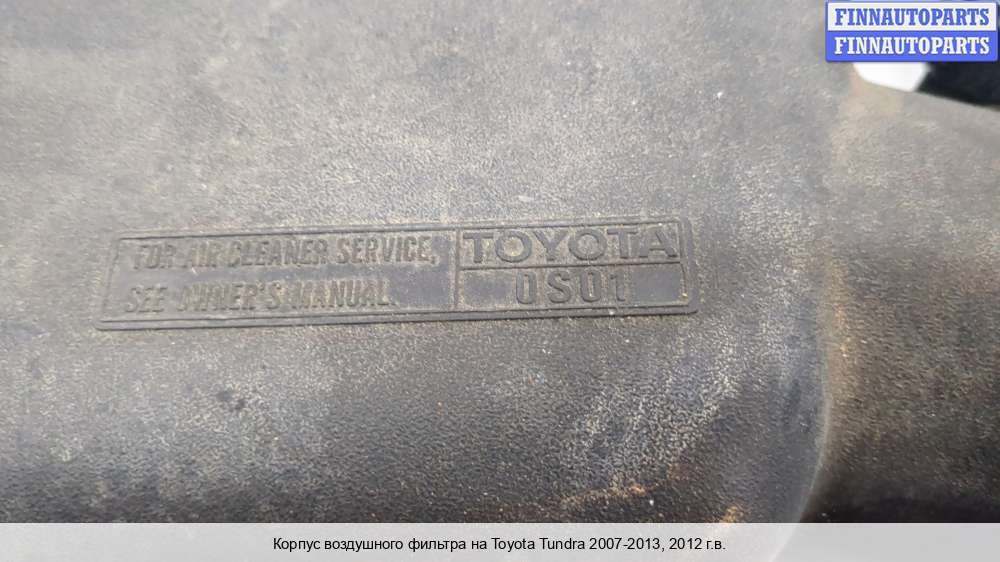 FINNAUTOPARTS
FINNAUTOPARTS
FOR AIR CLEANER SERVICE,
SEE OWNER'S MANUAL.
TOYOTA
0S01
Корпус воздушного фильтра на Toyota Tundra 2007-2013, 2012 г.в.